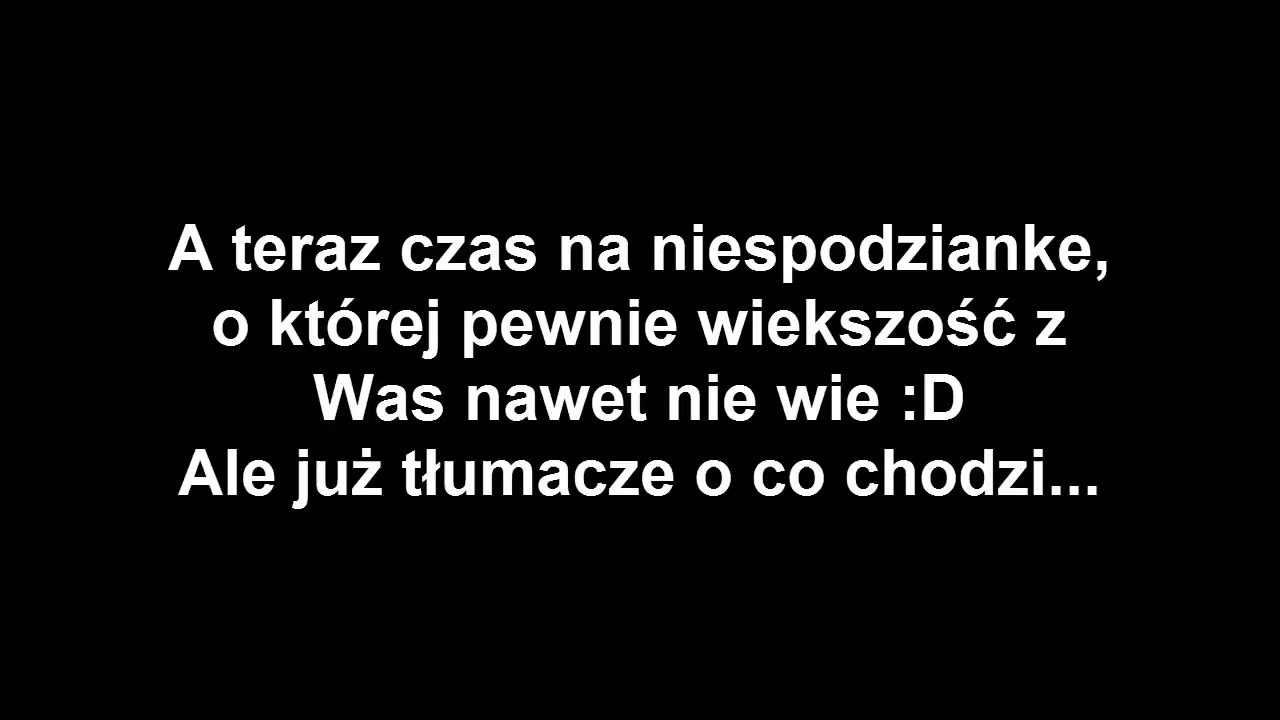 A teraz czas na niespodzianke,
o której pewnie wiekszość z
Was nawet nie wie :D
Ale już tłumacze o co chodzi...